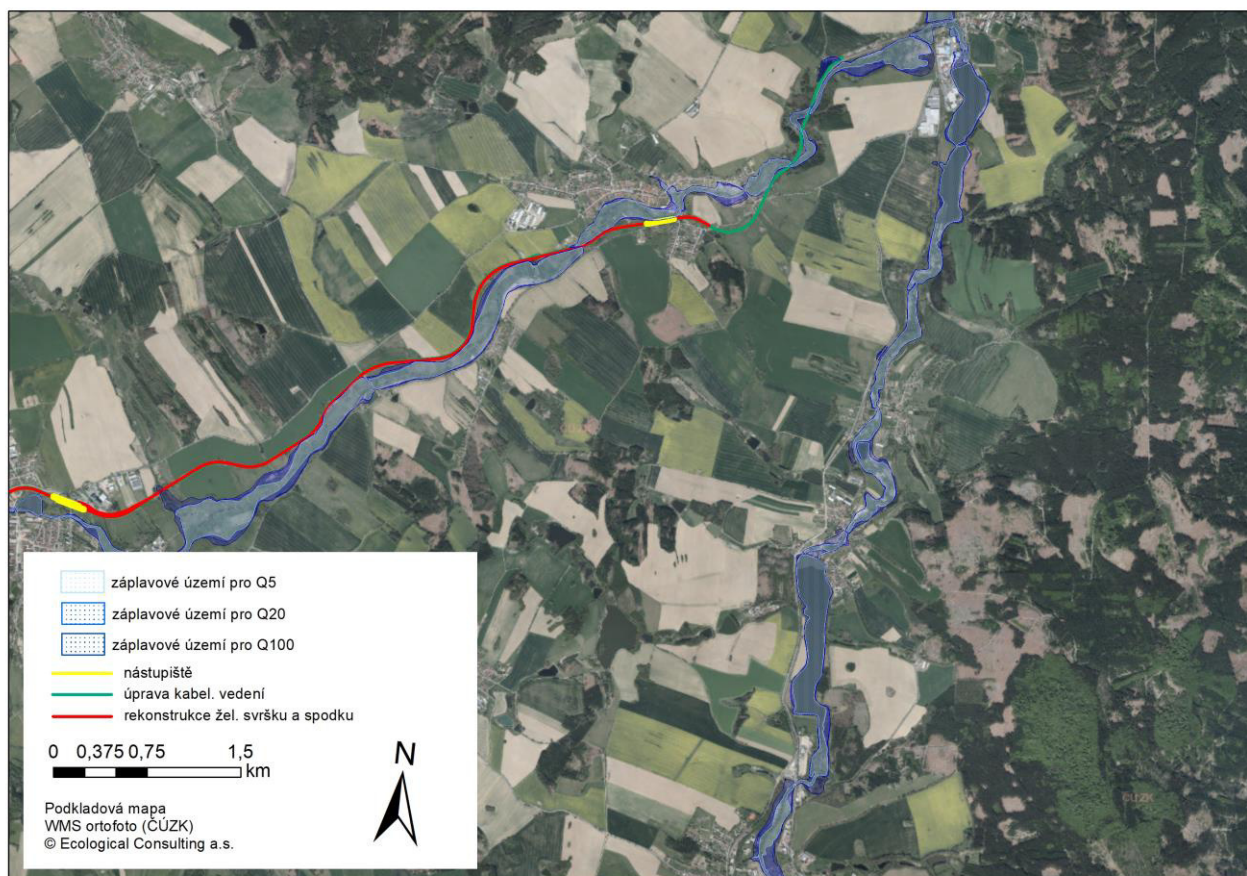 záplavové území pro Q5
záplavové území pro Q20
záplavové území pro Q100
nástupiště
úprava kabel. vedení
rekonstrukce žel. svršku a spodku
0 0,375 0,75 1,5
km
N
Podkladová mapa
WMS ortofoto (ČÚZK)
© Ecological Consulting a.s.
ČÚZK